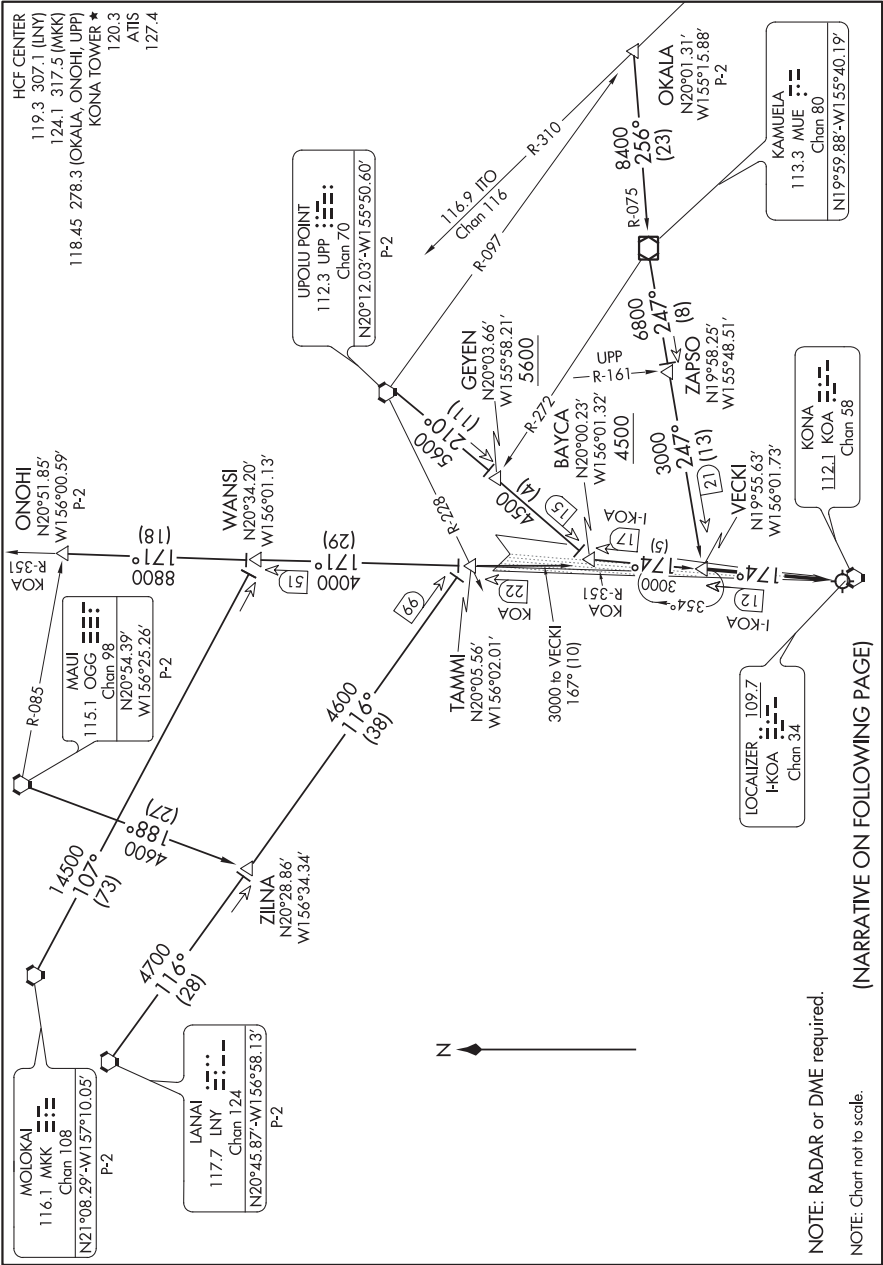 HCF CENTER
119.3 307.1 (LNY)
124.1 317.5 (MKK)
118.45 278.3 (OKALA, ONOHI, UPP)
KONA TOWER ★
120.3
ATIS
127.4
MOLOKAI
116.1 MKK
Chan 108
N21°08.29′-W157°10.05′
P-2
LANAI
117.7 LNY
Chan 124
N20°45.87′-W156°58.13′
P-2
MAUI
115.1 OGG
Chan 98
N20°54.39′
W156°25.26′
P-2
R-085
ONOHI
N20°51.85′
W156°00.59′
P-2
R-351
KOA
8800
171°
(18)
14500
107°
(73)
4600
188°
(27)
WANSI
N20°34.20′
W156°01.13′
51
4000
171°
(29)
4700
116°
(28)
ZILNA
N20°28.86′
W156°34.34′
4600
116°
(38)
66
TAMMI
N20°05.56′
W156°02.01′
22
KOA
3000 to VECKI
167° (10)
UPOLU POINT
112.3 UPP
Chan 70
N20°12.03′-W155°50.60′
P-2
R-228
5600
210°
(11)
GEYEN
N20°03.66′
W155°58.21′
5600
4500
(4)
15
BAYCA
N20°00.23′
W156°01.32′
4500
17
I-KOA
R-351
KOA
174°
(5)
3000
354°
174°
12
I-KOA
116.9 ITO
Chan 116
R-310
R-097
OKALA
N20°01.31′
W155°15.88′
P-2
8400
256°
(23)
R-075
R-272
KAMUELA
113.3 MUE
Chan 80
N19°59.88′-W155°40.19′
6800
247°
(8)
UPP
R-161
ZAPSO
N19°58.25′
W155°48.51′
3000
247°
(13)
21
VECKI
N19°55.63′
W156°01.73′
KONA
112.1 KOA
Chan 58
LOCALIZER 109.7
I-KOA
Chan 34
N
NOTE: RADAR or DME required.
NOTE: Chart not to scale.
(NARRATIVE ON FOLLOWING PAGE)